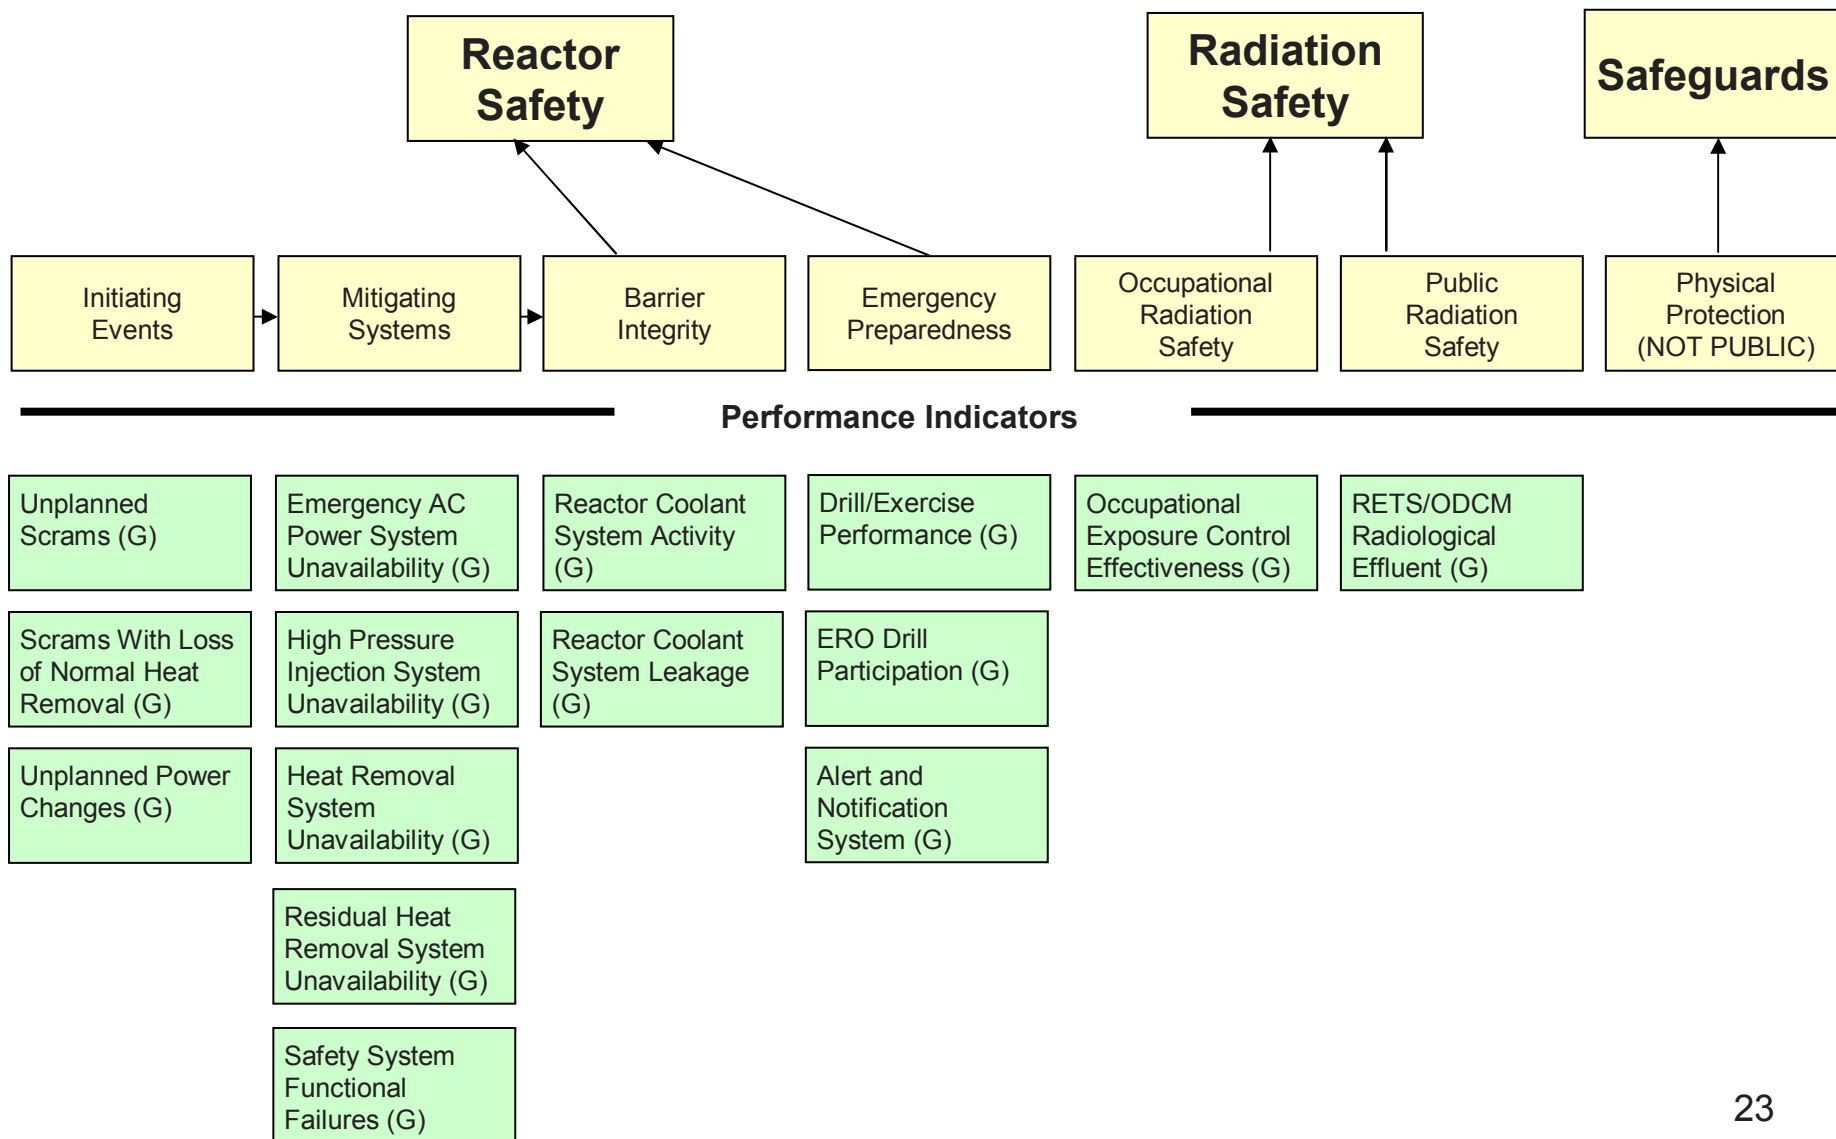 Reactor
Safety
Radiation
Safety
Safeguards
Initiating
Events
Mitigating
Systems
Barrier
Integrity
Emergency
Preparedness
Occupational
Radiation
Safety
Public
Radiation
Safety
Physical
Protection
(NOT PUBLIC)
Performance Indicators
Unplanned
Scrams (G)
Emergency AC
Power System
Unavailability (G)
Reactor Coolant
System Activity
(G)
Drill/Exercise
Performance (G)
Occupational
Exposure Control
Effectiveness (G)
RETS/ODCM
Radiological
Effluent (G)
Scrams With Loss
of Normal Heat
Removal (G)
High Pressure
Injection System
Unavailability (G)
Reactor Coolant
System Leakage
(G)
ERO Drill
Participation (G)
Unplanned Power
Changes (G)
Heat Removal
System
Unavailability (G)
Alert and
Notification
System (G)
Residual Heat
Removal System
Unavailability (G)
Safety System
Functional
Failures (G)
23